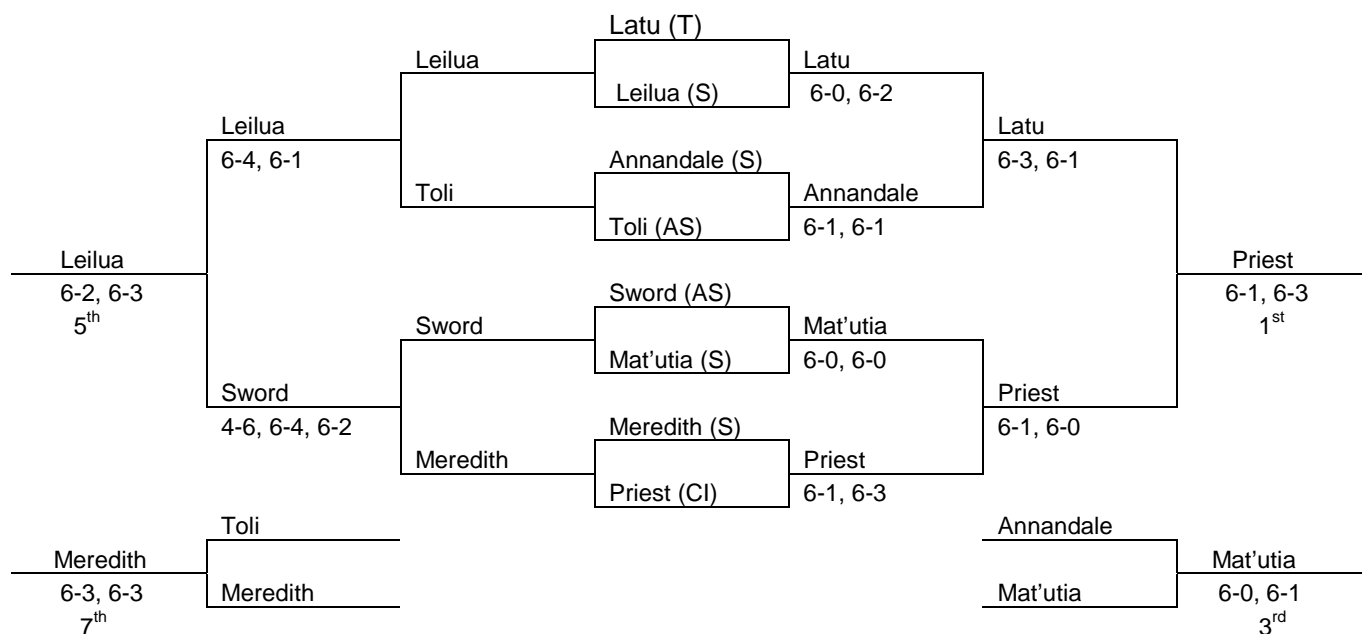 Latu (T)
Leilua
Latu
Leilua (S)
6-0, 6-2
Leilua
Latu
6-4, 6-1
Annandale (S)
6-3, 6-1
Toli
Annandale
Toli (AS)
6-1, 6-1
Leilua
Priest
6-2, 6-3
Sword (AS)
6-1, 6-3
5th
Sword
Mat'utia
1st
Mat'utia (S)
6-0, 6-0
Sword
Priest
4-6, 6-4, 6-2
Meredith (S)
6-1, 6-0
Meredith
Priest
Priest (CI)
6-1, 6-3
Toli
Annandale
Meredith
Mat'utia
6-3, 6-3
Meredith
Mat'utia
6-0, 6-1
7th
3rd